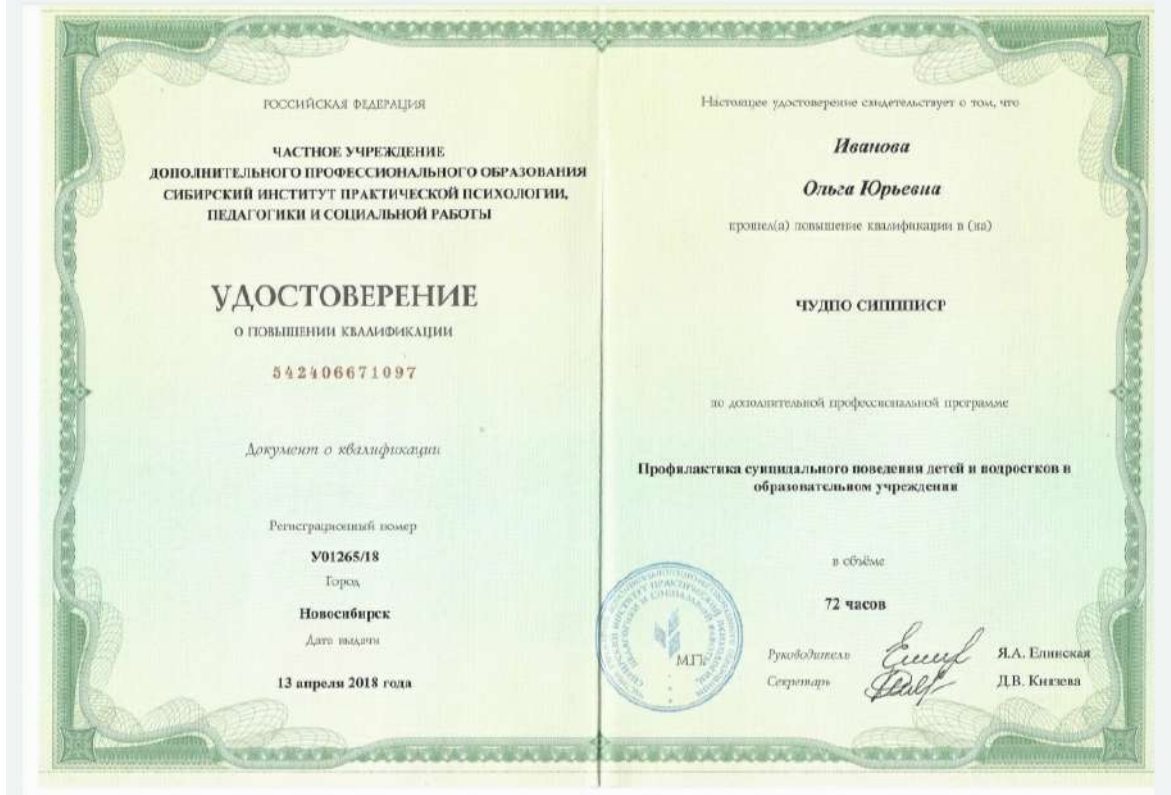 РОССИЙСКАЯ ФЕДЕРАЦИЯ
ЧАСТНОЕ УЧРЕЖДЕНИЕ
ДОПОЛНИТЕЛЬНОГО ПРОФЕССИОНАЛЬНОГО ОБРАЗОВАНИЯ
СИБИРСКИЙ ИНСТИТУТ ПРАКТИЧЕСКОЙ ПСИХОЛОГИИ,
ПЕДАГОГИКИ И СОЦИАЛЬНОЙ РАБОТЫ
УДОСТОВЕРЕНИЕ
О ПОВЫШЕНИИ КВАЛИФИКАЦИИ
542406671097
Документ о квалификации
Регистрационный номер
У01265/18
Город
Новосибирск
Дата выдачи
13 апреля 2018 года
Настоящее удостоверение свидетельствует о том, что
Иванова
Ольга Юрьевна
прошел(а) повышение квалификации в (на)
ЧУДПО СИПППИСР
по дополнительной профессиональной программе
Профилактика суицидального поведения детей и подростков в
образовательном учреждении
в объёме
72 часов
М.П.
Руководитель Я.А. Елинская
Секретарь Д.В. Князева